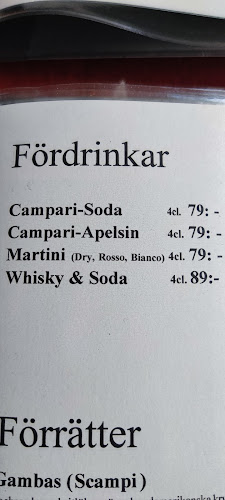 Fördrinkar
Campari-Soda 4cl. 79: -
Campari-Apelsin 4cl. 79: -
Martini (Dry, Rosso, Bianco) 4cl. 79: -
Whisky & Soda 4cl. 89:-
Förrätter
Gambas (Scampi)